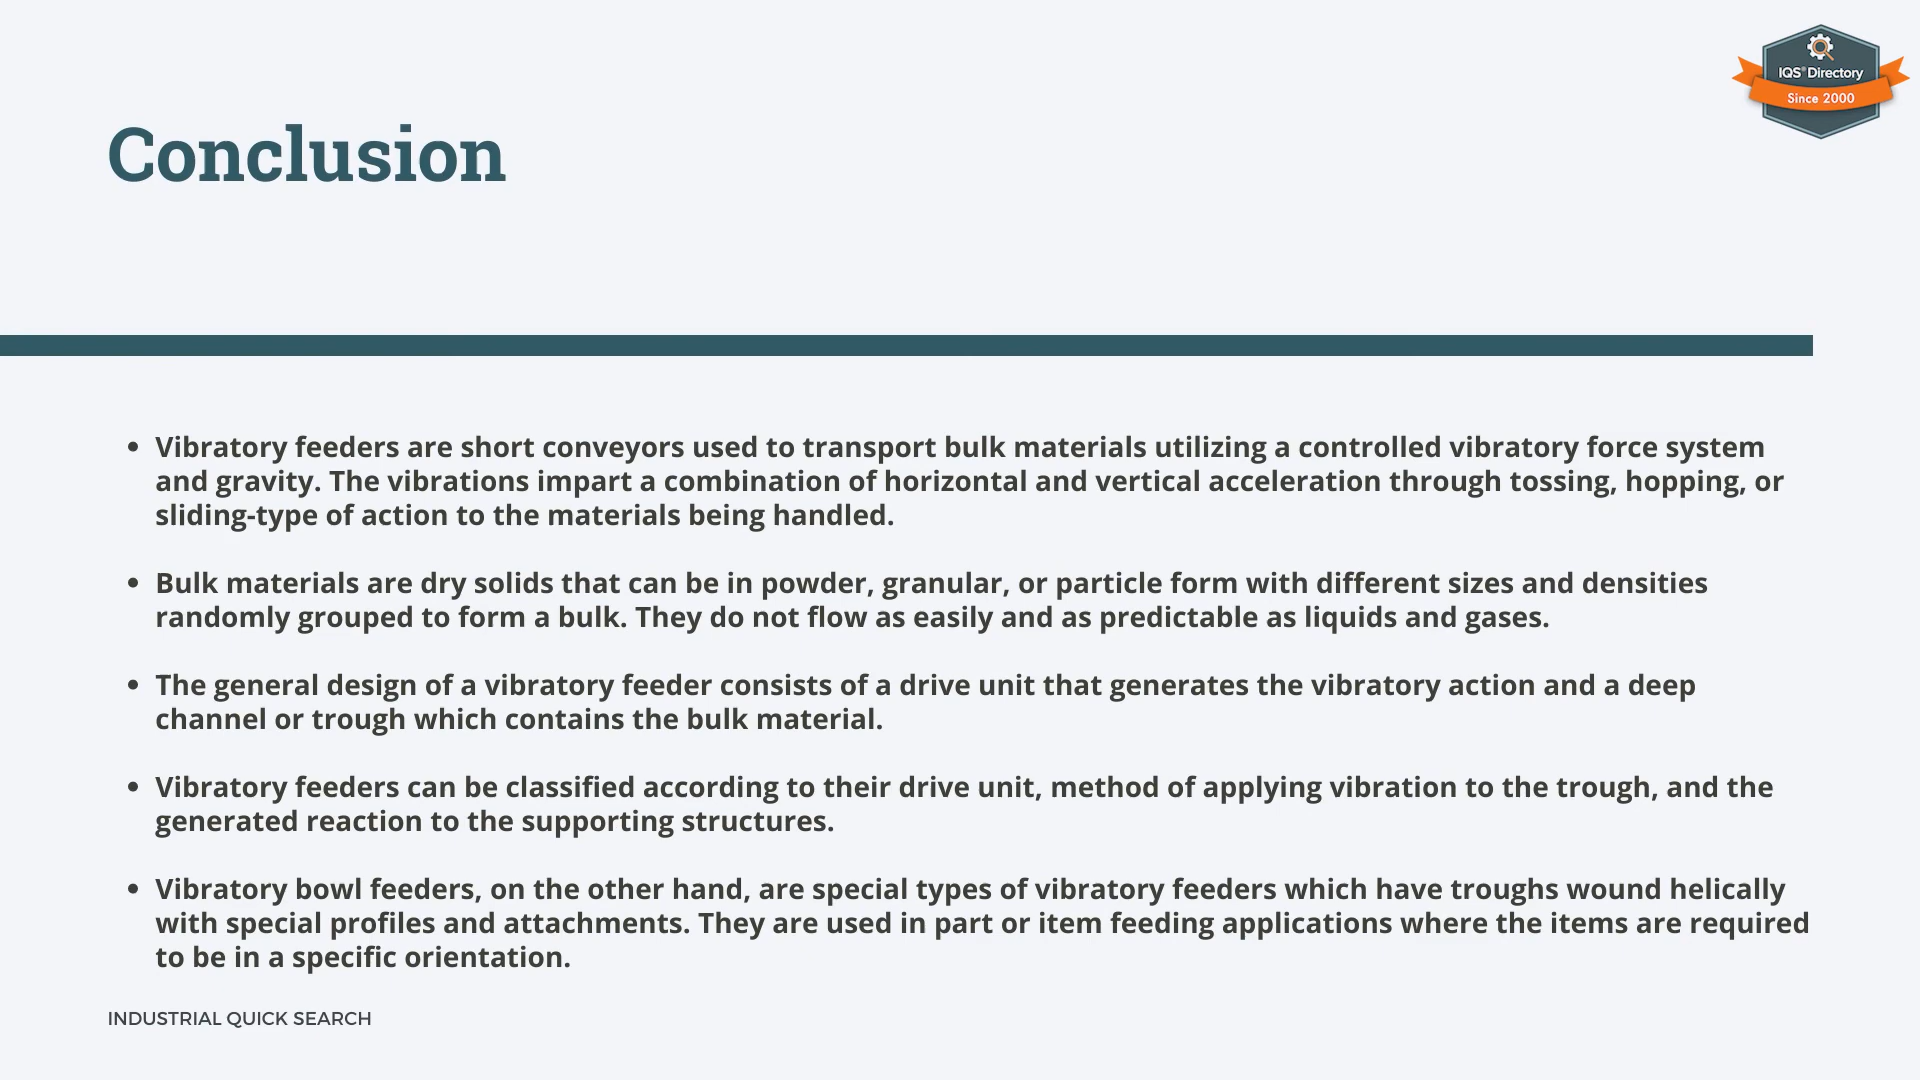 IQS® Directory
Since 2000
Conclusion
• Vibratory feeders are short conveyors used to transport bulk materials utilizing a controlled vibratory force system
and gravity. The vibrations impart a combination of horizontal and vertical acceleration through tossing, hopping, or
sliding-type of action to the materials being handled.
• Bulk materials are dry solids that can be in powder, granular, or particle form with different sizes and densities
randomly grouped to form a bulk. They do not flow as easily and as predictable as liquids and gases.
• The general design of a vibratory feeder consists of a drive unit that generates the vibratory action and a deep
channel or trough which contains the bulk material.
• Vibratory feeders can be classified according to their drive unit, method of applying vibration to the trough, and the
generated reaction to the supporting structures.
• Vibratory bowl feeders, on the other hand, are special types of vibratory feeders which have troughs wound helically
with special profiles and attachments. They are used in part or item feeding applications where the items are required
to be in a specific orientation.
INDUSTRIAL QUICK SEARCH